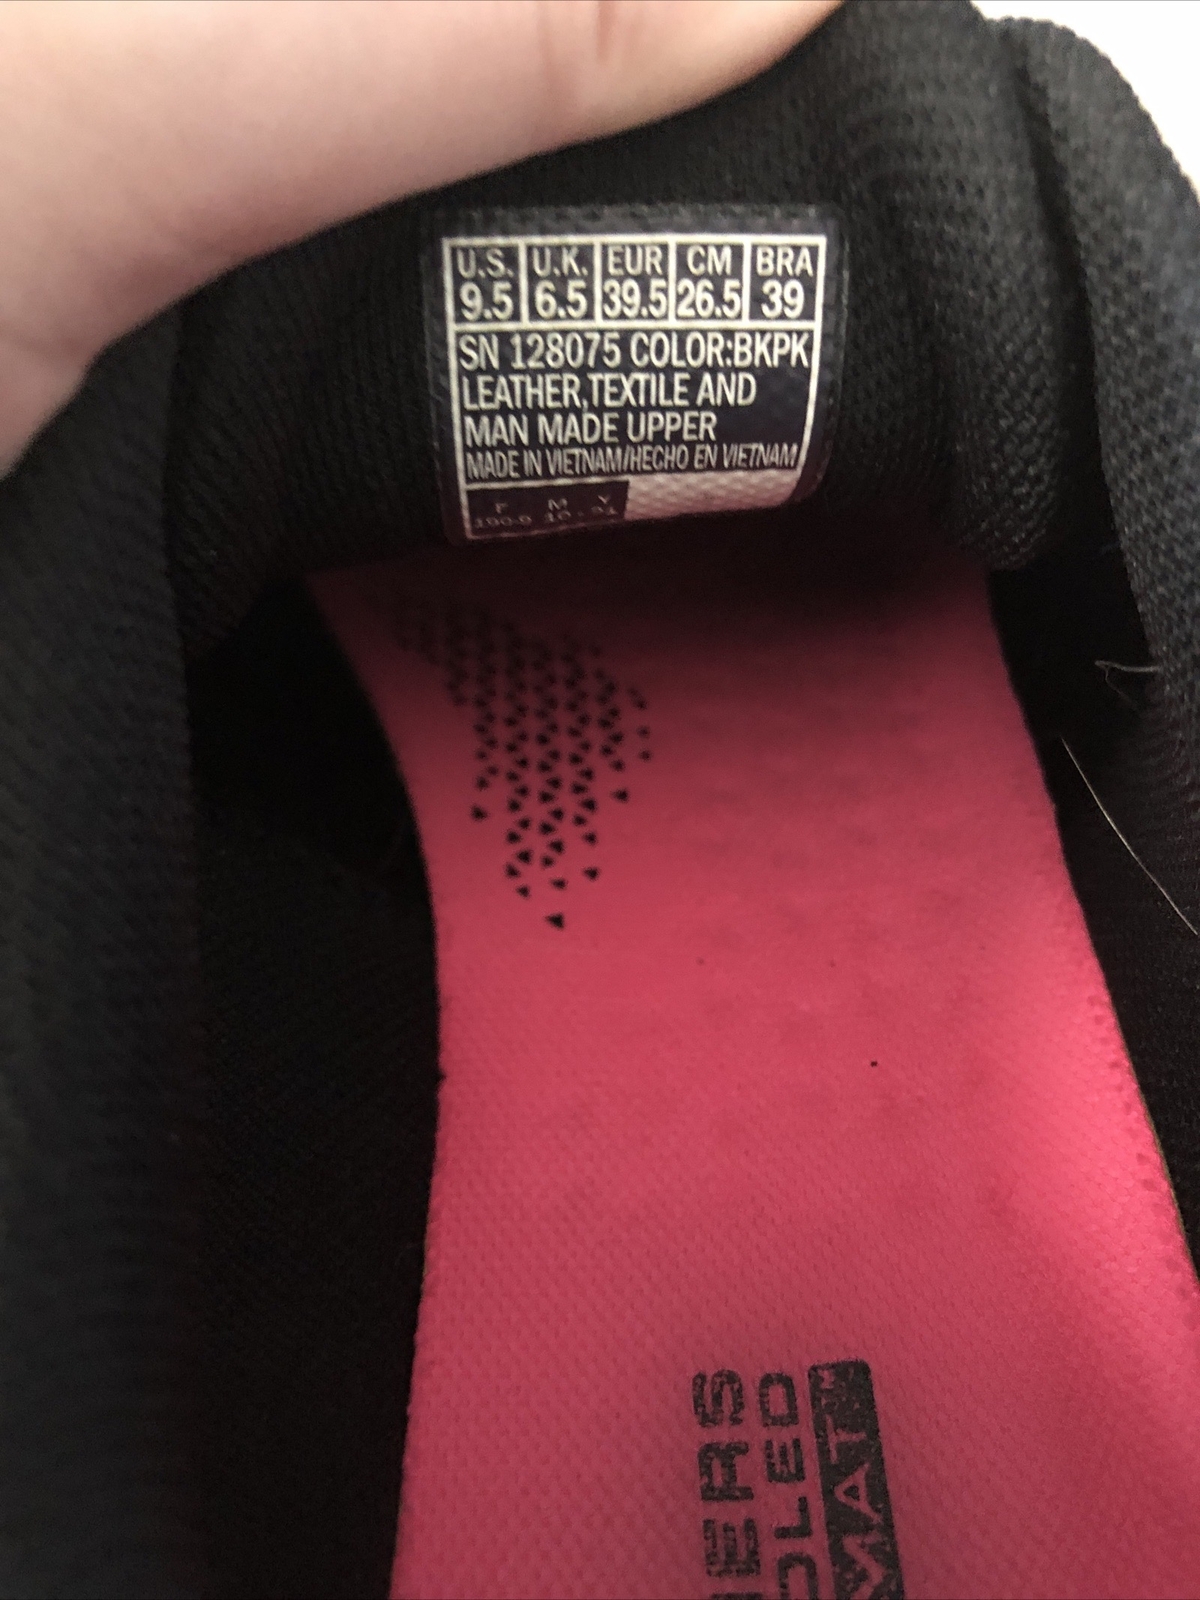 U.S. U.K. EUR CM BRA
9.5 6.5 39.5 26.5 39
SN 128075 COLOR:BKPK
LEATHER,TEXTILE AND
MAN MADE UPPER
MADE IN VIETNAM/HECHO EN VIETNAM
F M Y